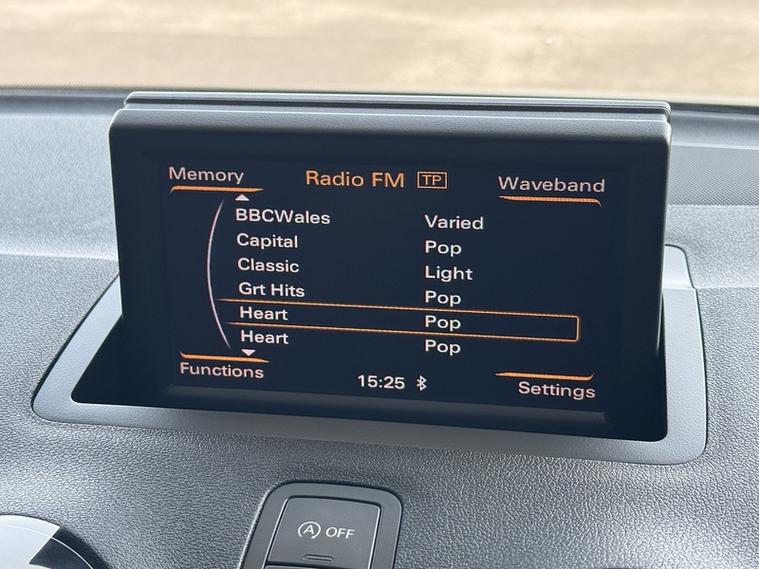 Memory Radio FM TP Waveband
BBCWales Varied
Capital Pop
Classic Light
Grt Hits Pop
Heart Pop
Heart Pop
Functions 15:25 Settings
A OFF